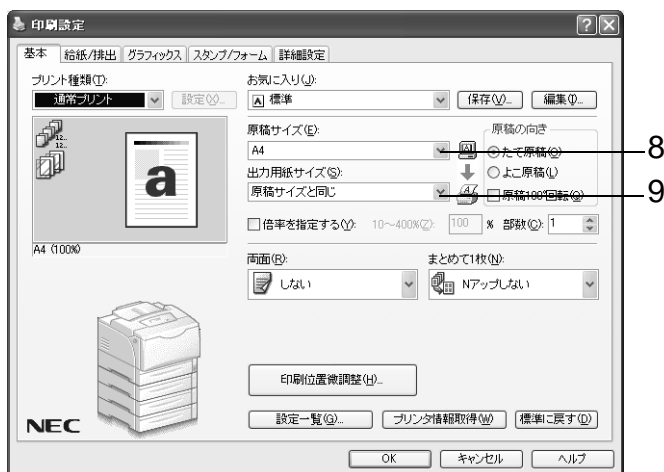 印刷設定
基本 給紙/排出 グラフィックス スタンプ/フォーム 詳細設定
プリント種類(T):
通常プリント 設定(X)...
お気に入り(J):
A 標準 保存(V)... 編集(I)...
原稿サイズ(E):
A4
原稿の向き
たて原稿(O)
よこ原稿(L)
原稿180°回転(Q)
8
出力用紙サイズ(S):
原稿サイズと同じ
9
倍率を指定する(Y): 10～400%(Z): 100 % 部数(C): 1
a
A4 (100%)
両面(R):
しない
まとめて1枚(N):
Nアップしない
印刷位置微調整(H)...
NEC
設定一覧(G)... プリンタ情報取得(W) 標準に戻す(D)
OK キャンセル ヘルプ